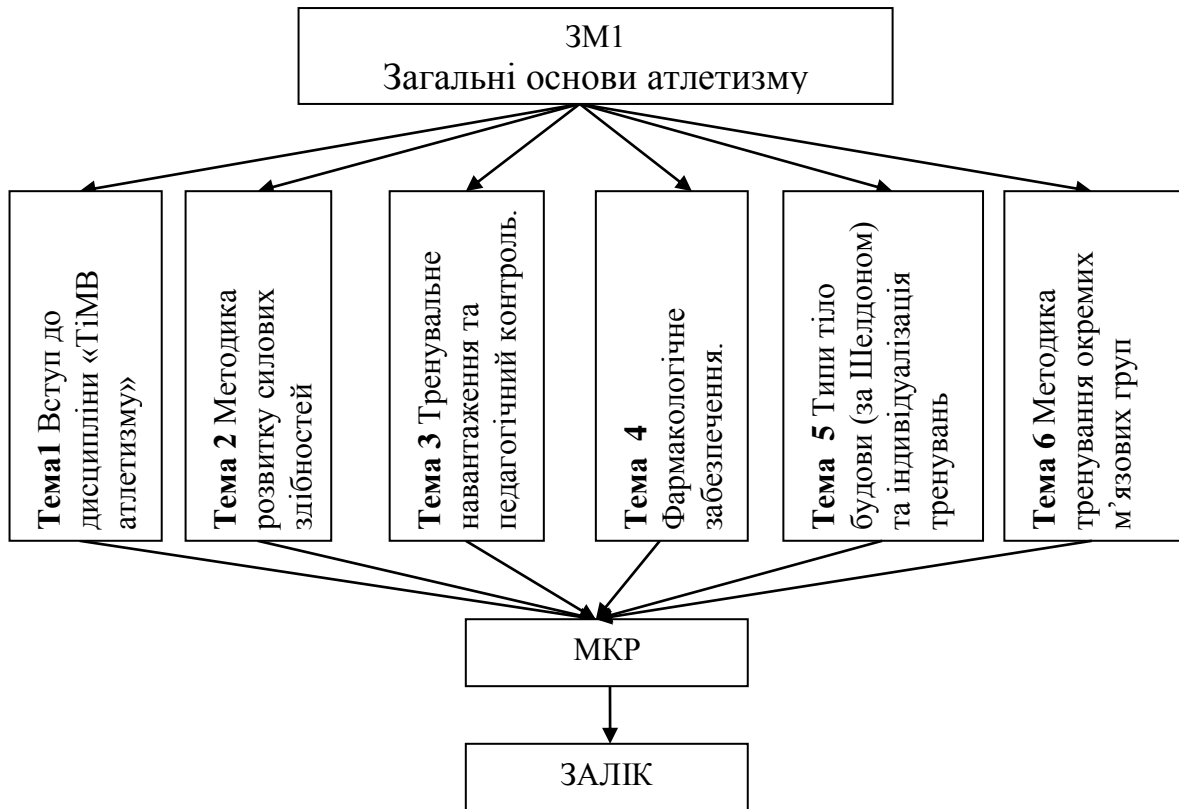 ЗМ1
Загальні основи атлетизму
Тема1 Вступ до
дисципліни «ТіМВ
атлетизму»
Тема 2 Методика
розвитку силових
здібностей
Тема 3 Тренувальне
навантаження та
педагогічний контроль.
Тема 4
Фармакологічне
забезпечення.
Тема 5 Типи тіло
будови (за Шелдоном)
та індивідуалізація
тренувань
Тема 6 Методика
тренування окремих
м’язових груп
МКР
ЗАЛІК